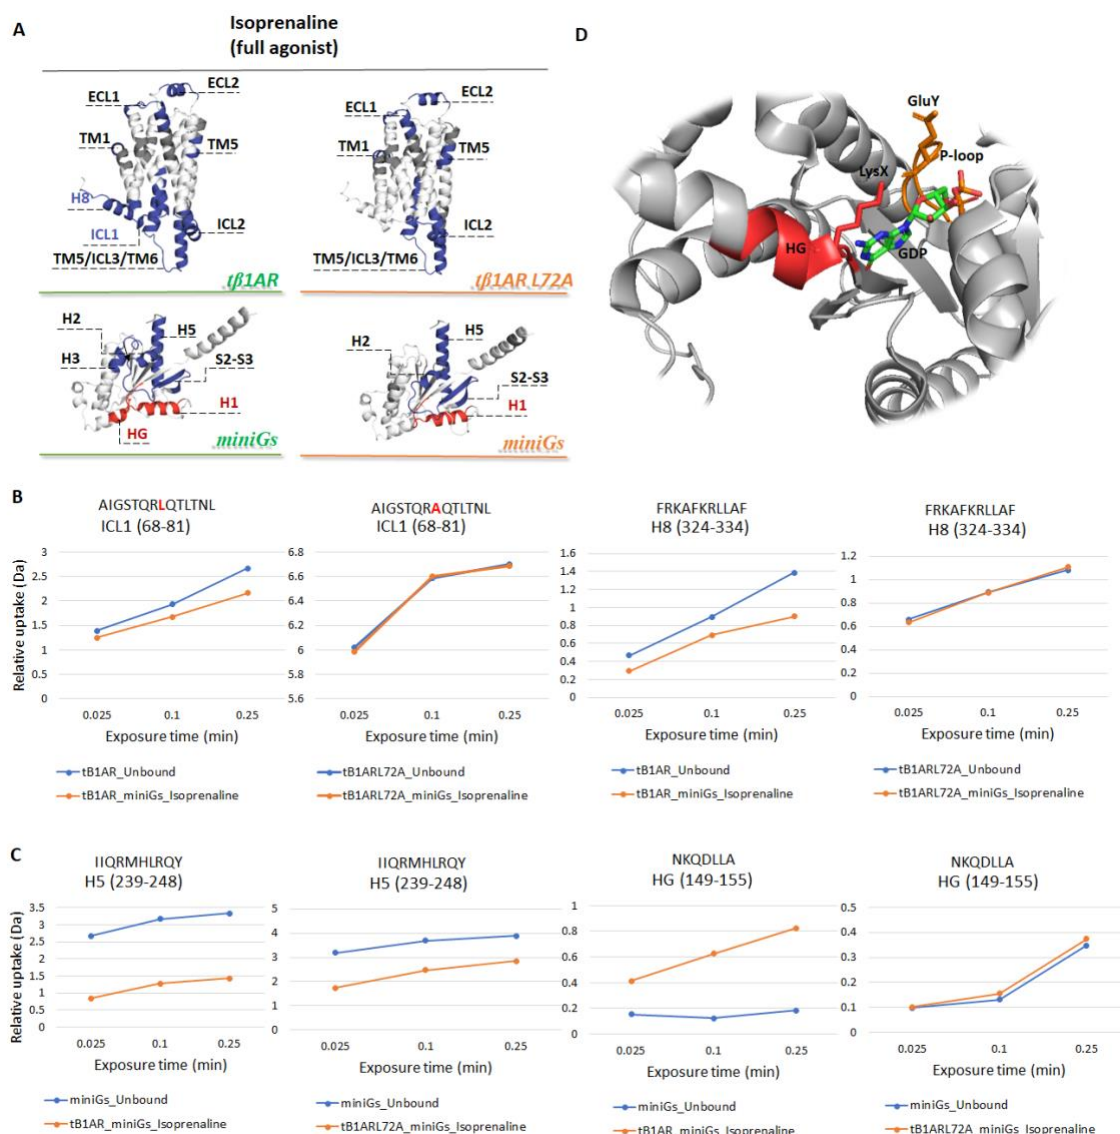 A
Isoprenaline
(full agonist)
ECL2
ECL1
TM1
TM5
H8
ICL1
ICL2
TM5/ICL3/TM6
tβ1AR
ECL2
ECL1
TM1
TM5
ICL2
TM5/ICL3/TM6
tβ1AR L72A
H2
H5
H3
S2-S3
H1
HG
miniGs
H5
H2
S2-S3
H1
miniGs
D
GluY
P-loop
LysX
HG
GDP
B
AIGSTQRLQTLTNL
ICL1 (68-81)
Relative uptake (Da)
3
2.5
2
1.5
1
0.5
0
0.025 0.1 0.25
Exposure time (min)
tB1AR_Unbound
tB1AR_miniGs_Isoprenaline
AIGSTQRAQTLTNL
ICL1 (68-81)
6.8
6.6
6.4
6.2
6
5.8
5.6
0.025 0.1 0.25
Exposure time (min)
tB1ARL72A_Unbound
tB1ARL72A_miniGs_Isoprenaline
FRKAFKRLLAF
H8 (324-334)
1.6
1.4
1.2
1
0.8
0.6
0.4
0.2
0
0.025 0.1 0.25
Exposure time (min)
tB1AR_Unbound
tB1AR_miniGs_Isoprenaline
FRKAFKRLLAF
H8 (324-334)
1.2
1
0.8
0.6
0.4
0.2
0
0.025 0.1 0.25
Exposure time (min)
tB1ARL72A_Unbound
tB1ARL72A_miniGs_Isoprenaline
C
IIQRMHLRQY
H5 (239-248)
Relative uptake (Da)
3.5
3
2.5
2
1.5
1
0.5
0
0.025 0.1 0.25
Exposure time (min)
miniGs_Unbound
tB1AR_miniGs_Isoprenaline
IIQRMHLRQY
H5 (239-248)
5
4
3
2
1
0
0.025 0.1 0.25
Exposure time (min)
miniGs_Unbound
tB1ARL72A_miniGs_Isoprenaline
NKQDLLA
HG (149-155)
1
0.8
0.6
0.4
0.2
0
0.025 0.1 0.25
Exposure time (min)
miniGs_Unbound
tB1AR_miniGs_Isoprenaline
NKQDLLA
HG (149-155)
0.5
0.4
0.3
0.2
0.1
0
0.025 0.1 0.25
Exposure time (min)
miniGs_Unbound
tB1ARL72A_miniGs_Isoprenaline